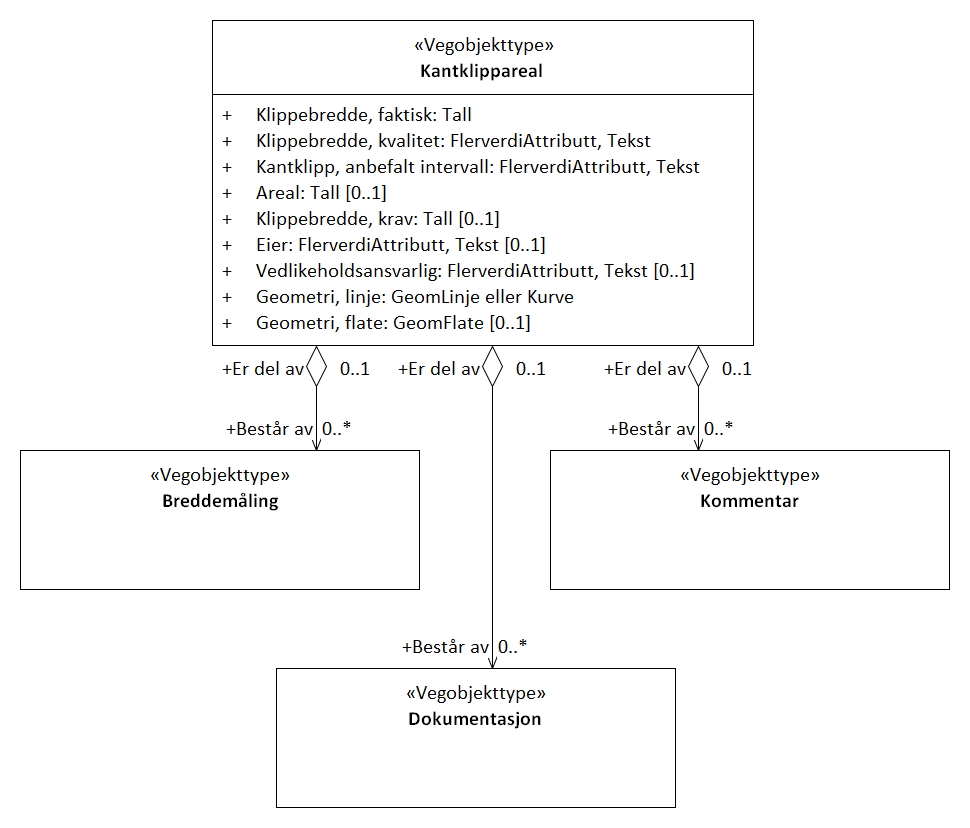 «Vegobjekttype»
Kantklippareal
+ Klippebredde, faktisk: Tall
+ Klippebredde, kvalitet: FlerverdiAttributt, Tekst
+ Kantklipp, anbefalt intervall: FlerverdiAttributt, Tekst
+ Areal: Tall [0..1]
+ Klippebredde, krav: Tall [0..1]
+ Eier: FlerverdiAttributt, Tekst [0..1]
+ Vedlikeholdsansvarlig: FlerverdiAttributt, Tekst [0..1]
+ Geometri, linje: GeomLinje eller Kurve
+ Geometri, flate: GeomFlate [0..1]
+Er del av 0..1 +Er del av 0..1 +Er del av 0..1
+Består av 0..* +Består av 0..*
«Vegobjekttype»
Breddemåling
«Vegobjekttype»
Kommentar
+Består av 0..*
«Vegobjekttype»
Dokumentasjon